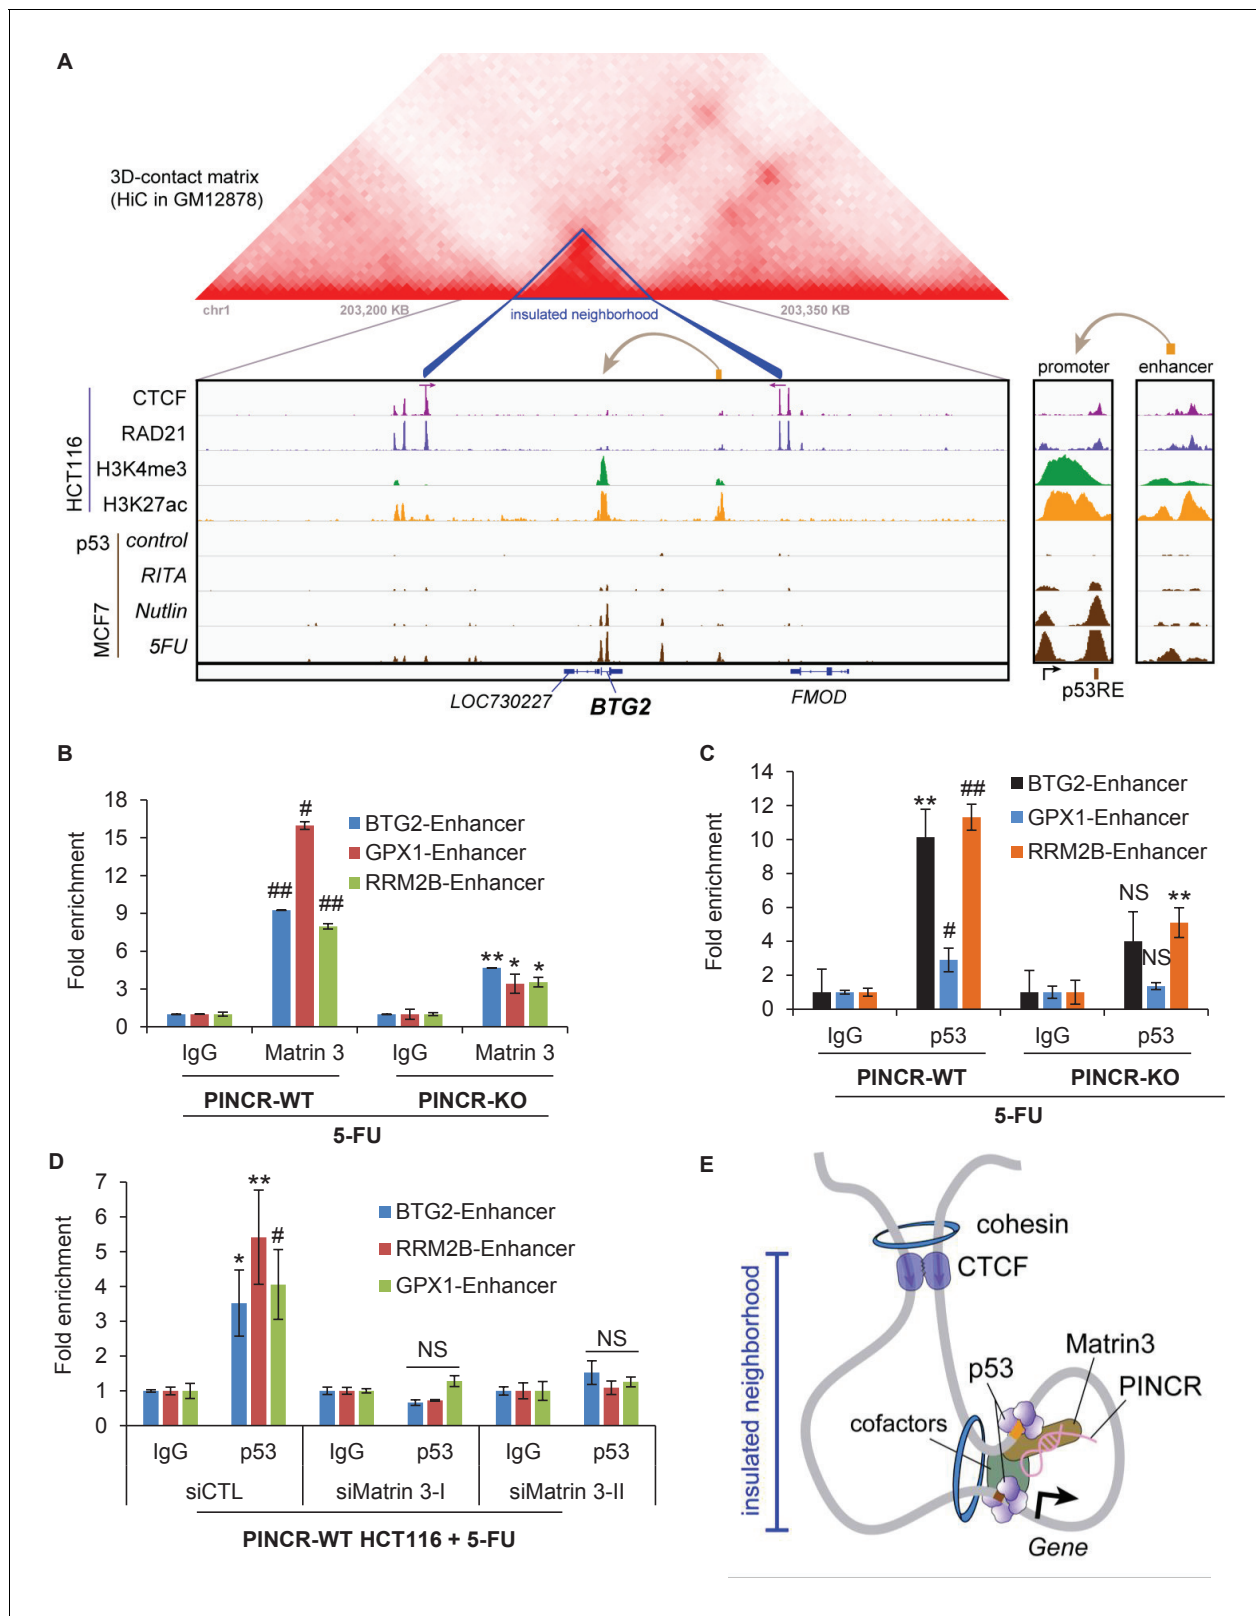 A
3D-contact matrix
(HiC in GM12878)
chr1
203,200 KB
insulated neighborhood
203,350 KB
promoter
enhancer
HCT116
CTCF
RAD21
H3K4me3
H3K27ac
p53
MCF7
control
RITA
Nutlin
5FU
LOC730227
BTG2
FMOD
p53RE
B
Fold enrichment
18
15
12
9
6
3
0
##
#
##
**
*
*
BTG2-Enhancer
GPX1-Enhancer
RRM2B-Enhancer
IgG
Matrin 3
IgG
Matrin 3
PINCR-WT
PINCR-KO
5-FU
C
Fold enrichment
14
12
10
8
6
4
2
0
**
#
##
NS
NS
**
BTG2-Enhancer
GPX1-Enhancer
RRM2B-Enhancer
IgG
p53
IgG
p53
PINCR-WT
PINCR-KO
5-FU
D
Fold enrichment
7
6
5
4
3
2
1
0
*
**
#
NS
NS
BTG2-Enhancer
RRM2B-Enhancer
GPX1-Enhancer
IgG
p53
IgG
p53
IgG
p53
siCTL
siMatrin 3-I
siMatrin 3-II
PINCR-WT HCT116 + 5-FU
E
insulated neighborhood
cohesin
CTCF
Matrin3
p53
PINCR
cofactors
Gene